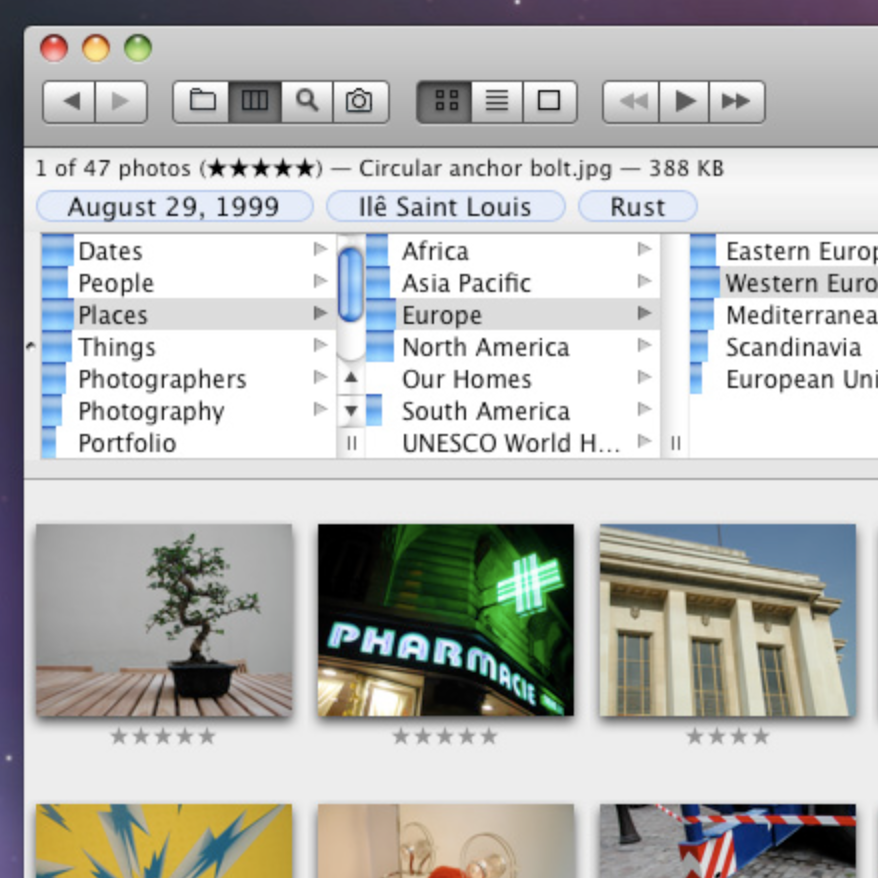 1 of 47 photos (★★★★★) — Circular anchor bolt.jpg — 388 KB
August 29, 1999 Ilê Saint Louis Rust
Dates
People
Places
Things
Photographers
Photography
Portfolio
Africa
Asia Pacific
Europe
North America
Our Homes
South America
UNESCO World H...
Eastern Europ
Western Euro
Mediterranea
Scandinavia
European Uni
PHARMACIE
★★★★★ ★★★★★ ★★★★